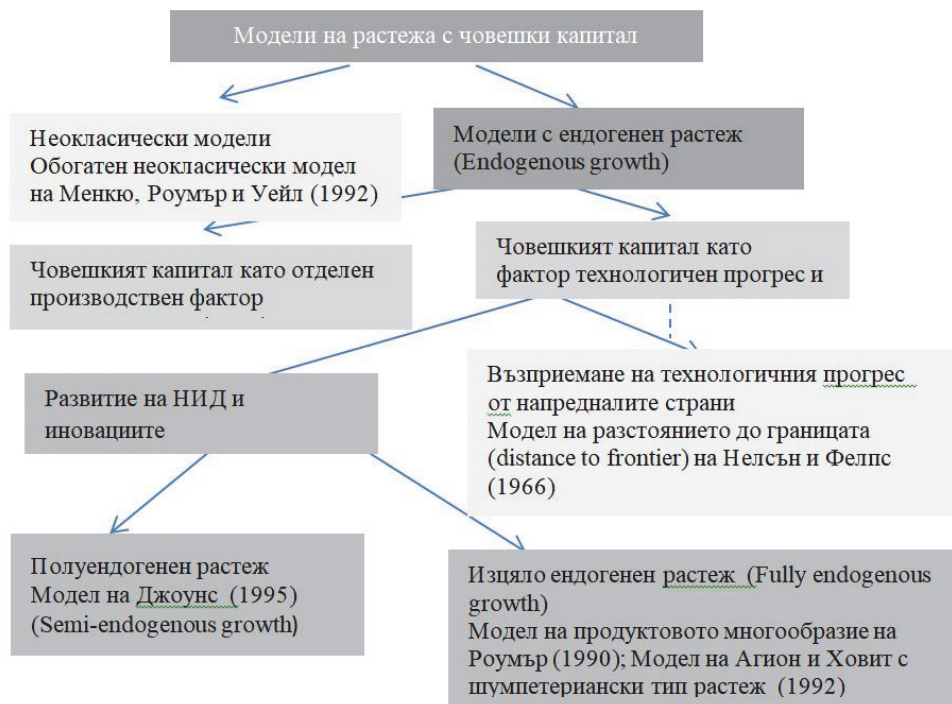 Модели на растежа с човешки капитал
Неокласически модели
Обогатен неокласически модел
на Менкю, Роумър и Уейл (1992)
Модели с ендогенен растеж
(Endogenous growth)
Човешкият капитал като отделен
производствен фактор
Човешкият капитал като
фактор технологичен прогрес и
Развитие на НИД и
иновациите
Възприемане на технологичния прогрес
от напредналите страни
Модел на разстоянието до границата
(distance to frontier) на Нелсън и Фелпс
(1966)
Полуендогенен растеж
Модел на Джоунс (1995)
(Semi-endogenous growth)
Изцяло ендогенен растеж (Fully endogenous
growth)
Модел на продуктовото многообразие на
Роумър (1990); Модел на Агион и Ховит с
шумпетериански тип растеж (1992)